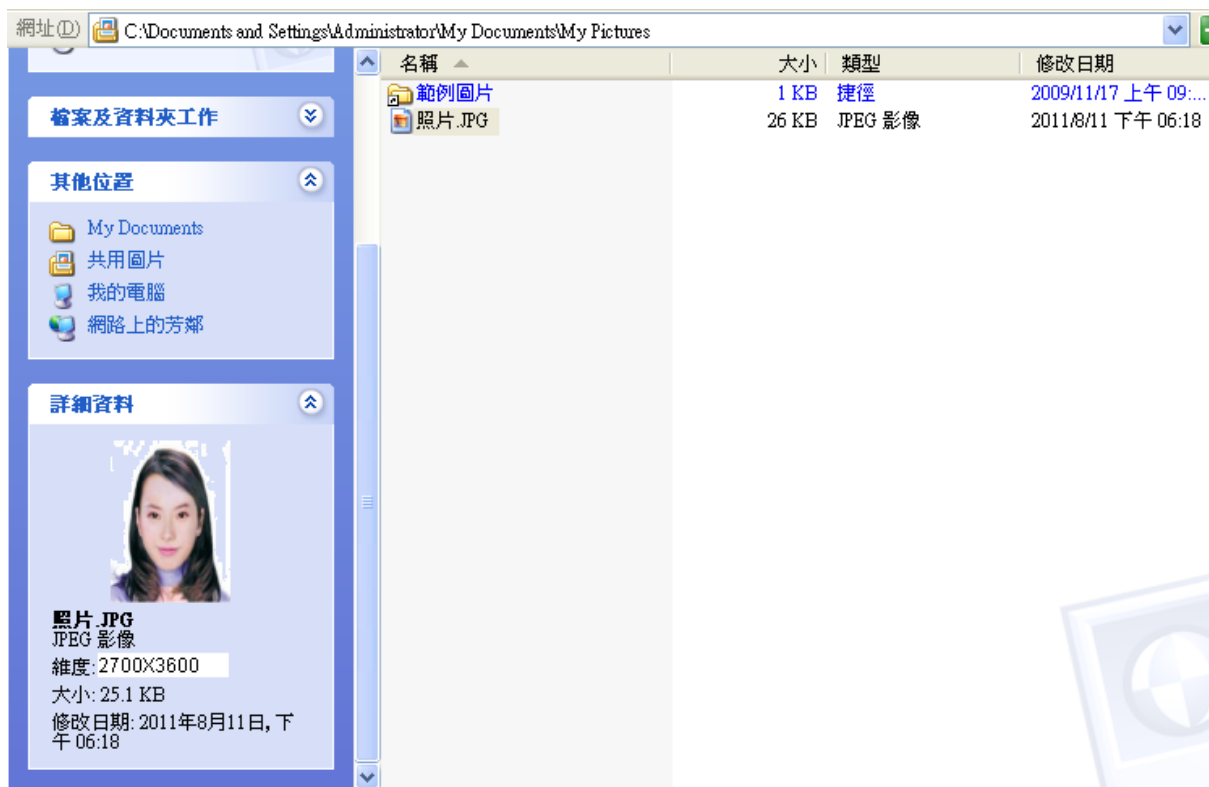 網址(D) C:\Documents and Settings\Administrator\My Documents\My Pictures
名稱 大小 類型 修改日期
範例圖片 1 KB 捷徑 2009/11/17 上午 09:...
照片.JPG 26 KB JPEG 影像 2011/8/11 下午 06:18
檔案及資料夾工作
其他位置
My Documents
共用圖片
我的電腦
網路上的芳鄰
詳細資料
照片.JPG
JPEG 影像
維度: 2700X3600
大小: 25.1 KB
修改日期: 2011年8月11日, 下
午 06:18